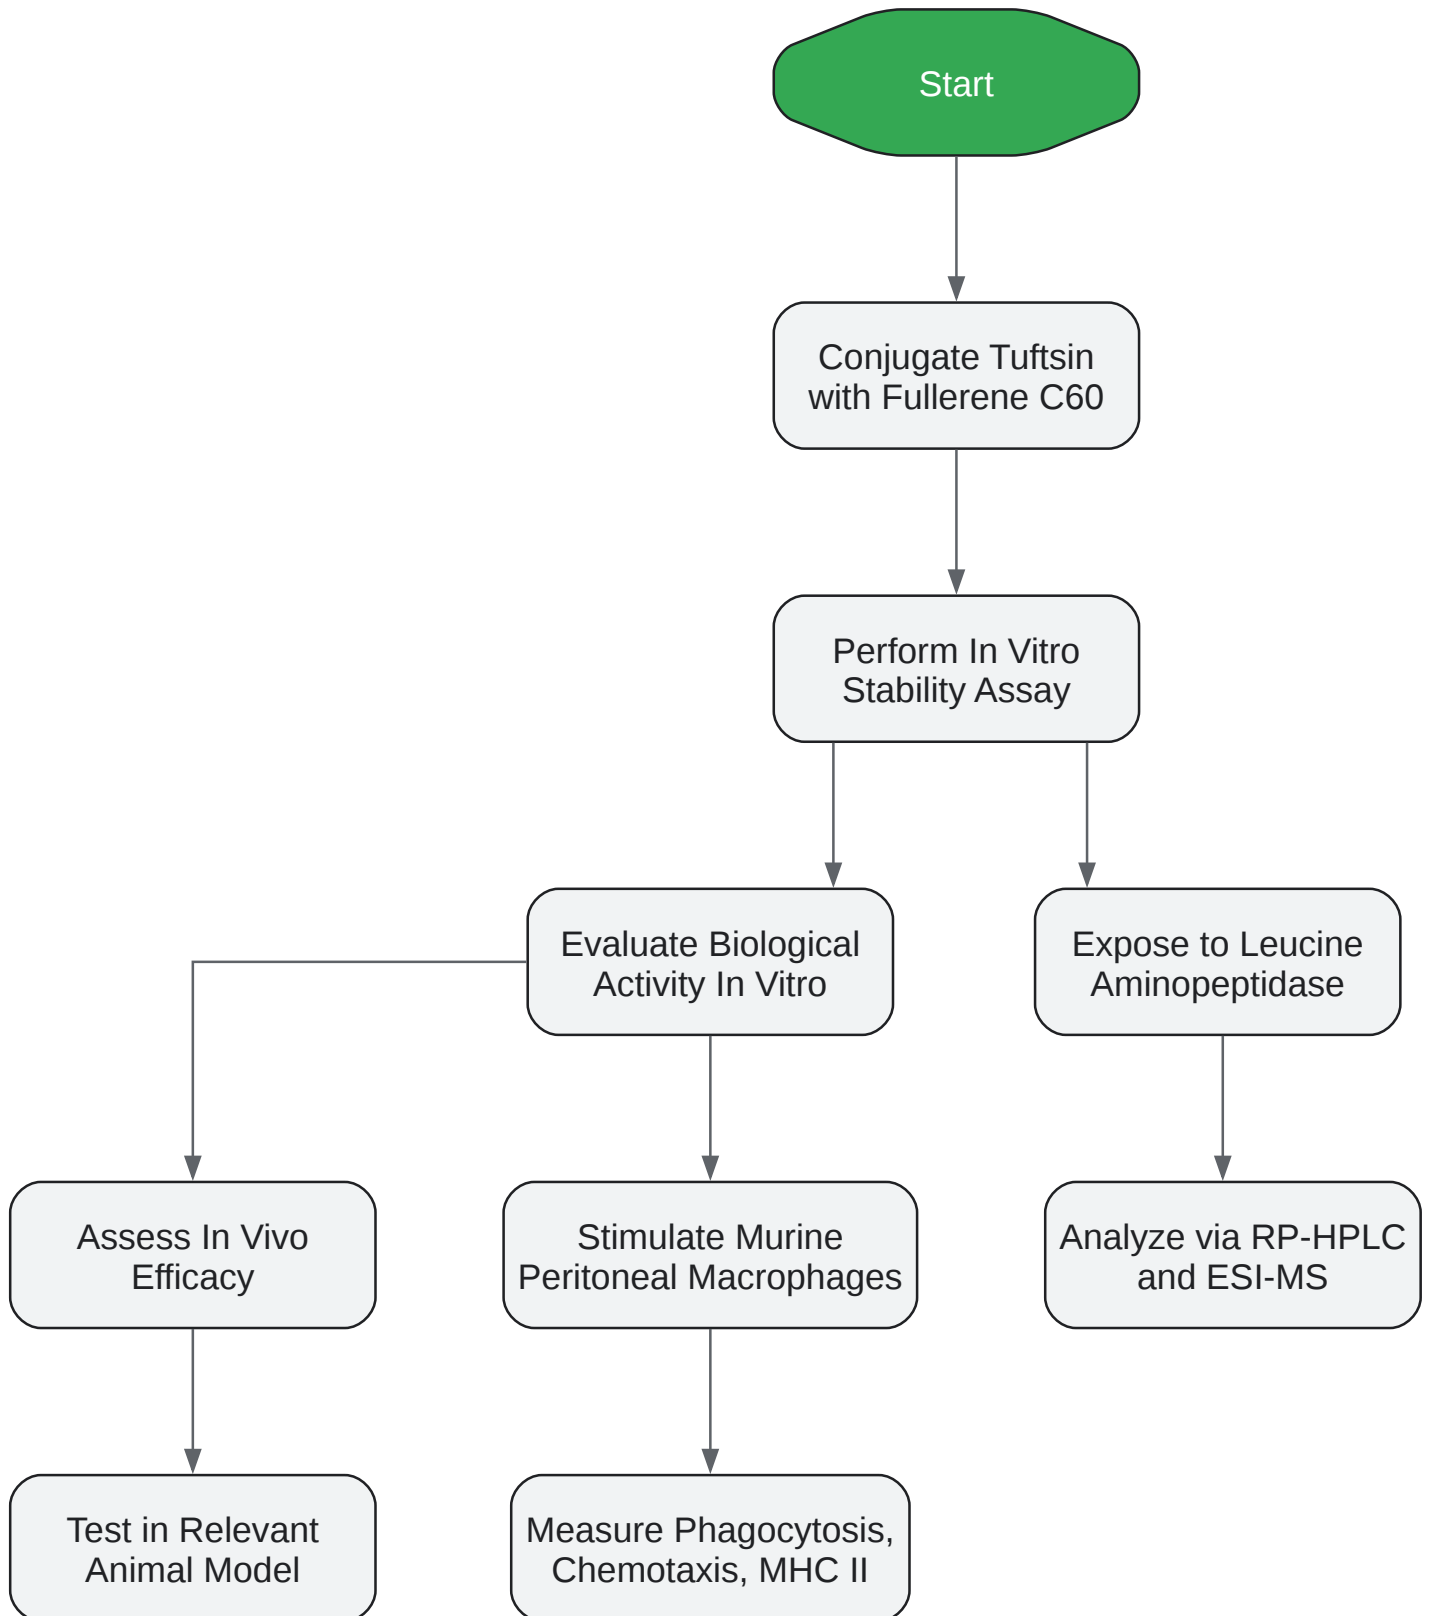 Start
Conjugate Tuftsin
with Fullerene C60
Perform In Vitro
Stability Assay
Evaluate Biological
Activity In Vitro
Expose to Leucine
Aminopeptidase
Assess In Vivo
Efficacy
Stimulate Murine
Peritoneal Macrophages
Analyze via RP-HPLC
and ESI-MS
Test in Relevant
Animal Model
Measure Phagocytosis,
Chemotaxis, MHC II